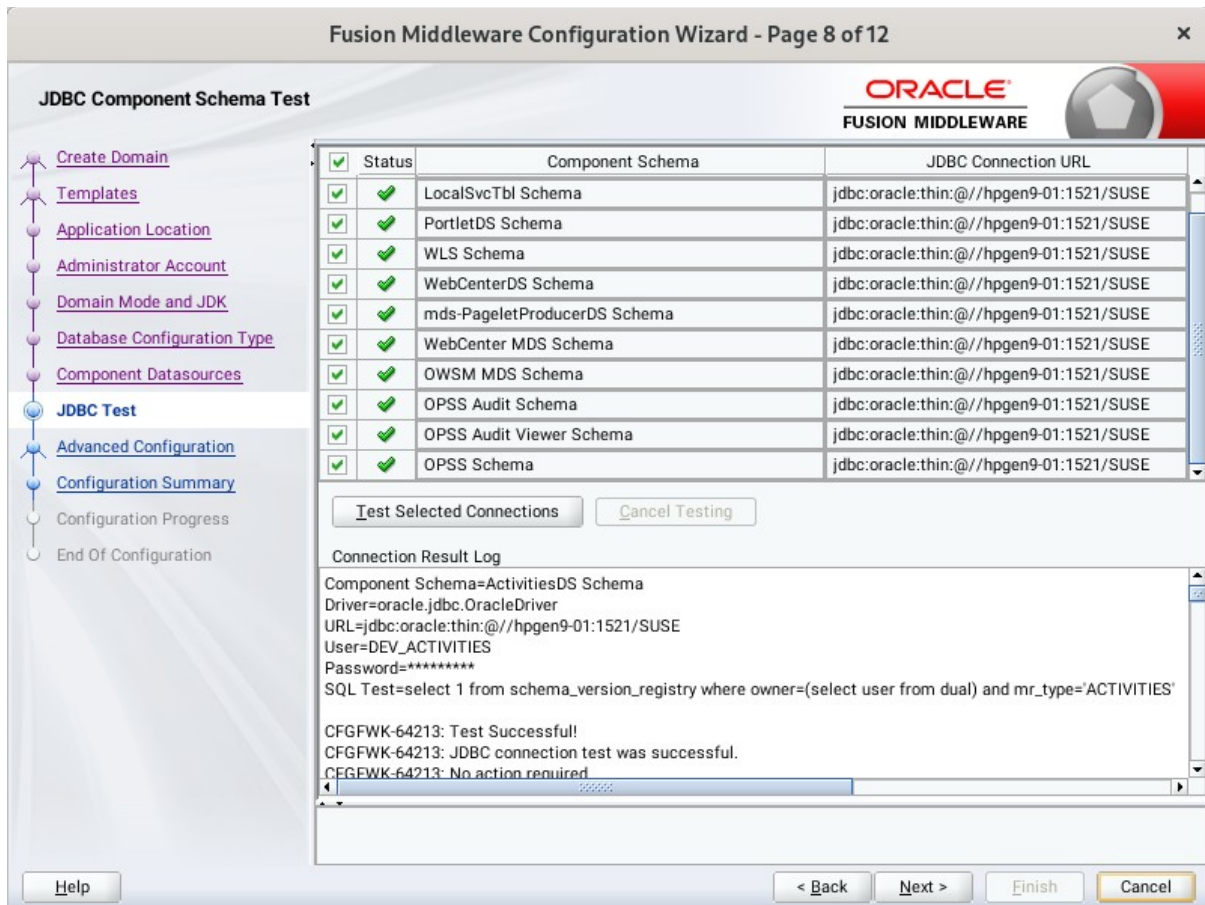 Fusion Middleware Configuration Wizard - Page 8 of 12
JDBC Component Schema Test
ORACLE
FUSION MIDDLEWARE
Create Domain
Templates
Application Location
Administrator Account
Domain Mode and JDK
Database Configuration Type
Component Datasources
JDBC Test
Advanced Configuration
Configuration Summary
Configuration Progress
End Of Configuration
Status Component Schema JDBC Connection URL
LocalSvcTbl Schema jdbc:oracle:thin:@//hpgen9-01:1521/SUSE
PortletDS Schema jdbc:oracle:thin:@//hpgen9-01:1521/SUSE
WLS Schema jdbc:oracle:thin:@//hpgen9-01:1521/SUSE
WebCenterDS Schema jdbc:oracle:thin:@//hpgen9-01:1521/SUSE
mds-PageletProducerDS Schema jdbc:oracle:thin:@//hpgen9-01:1521/SUSE
WebCenter MDS Schema jdbc:oracle:thin:@//hpgen9-01:1521/SUSE
OWSM MDS Schema jdbc:oracle:thin:@//hpgen9-01:1521/SUSE
OPSS Audit Schema jdbc:oracle:thin:@//hpgen9-01:1521/SUSE
OPSS Audit Viewer Schema jdbc:oracle:thin:@//hpgen9-01:1521/SUSE
OPSS Schema jdbc:oracle:thin:@//hpgen9-01:1521/SUSE
Test Selected Connections Cancel Testing
Connection Result Log
Component Schema=ActivitiesDS Schema
Driver=oracle.jdbc.OracleDriver
URL=jdbc:oracle:thin:@//hpgen9-01:1521/SUSE
User=DEV_ACTIVITIES
Password=*********
SQL Test=select 1 from schema_version_registry where owner=(select user from dual) and mr_type='ACTIVITIES'
CFGFWK-64213: Test Successful!
CFGFWK-64213: JDBC connection test was successful.
CFGFWK-64213: No action required
Help < Back Next > Finish Cancel